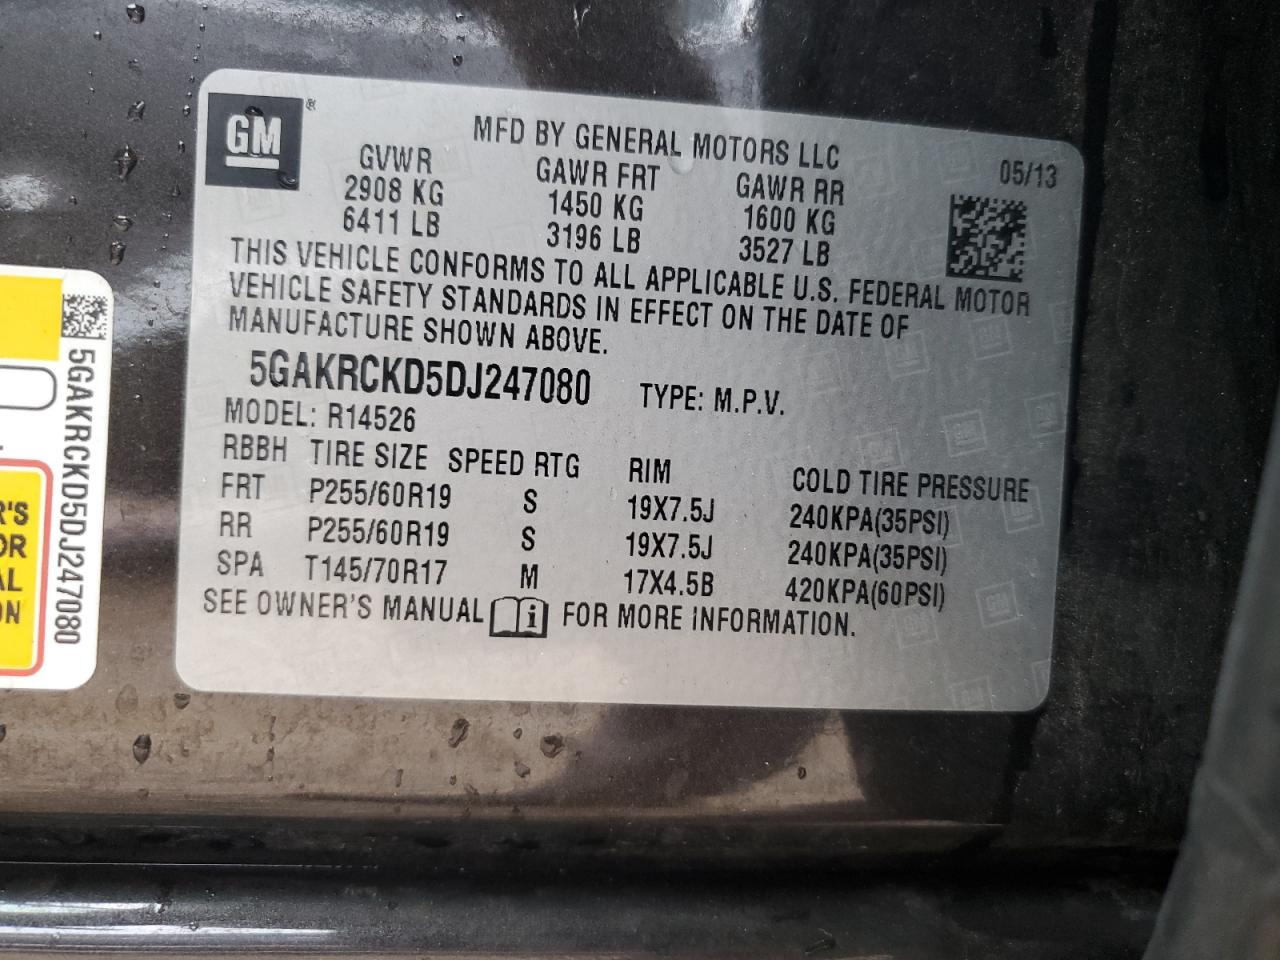 GM ®
MFD BY GENERAL MOTORS LLC
05/13
GVWR GAWR FRT GAWR RR
2908 KG 1450 KG 1600 KG
6411 LB 3196 LB 3527 LB
THIS VEHICLE CONFORMS TO ALL APPLICABLE U.S. FEDERAL MOTOR
VEHICLE SAFETY STANDARDS IN EFFECT ON THE DATE OF
MANUFACTURE SHOWN ABOVE.
5GAKRCKD5DJ247080 TYPE: M.P.V.
MODEL: R14526
RBBH TIRE SIZE SPEED RTG RIM COLD TIRE PRESSURE
FRT P255/60R19 S 19X7.5J 240KPA(35PSI)
RR P255/60R19 S 19X7.5J 240KPA(35PSI)
SPA T145/70R17 M 17X4.5B 420KPA(60PSI)
SEE OWNER'S MANUAL i FOR MORE INFORMATION.
5GAKRCKD5DJ247080
R'S
OR
AL
ON